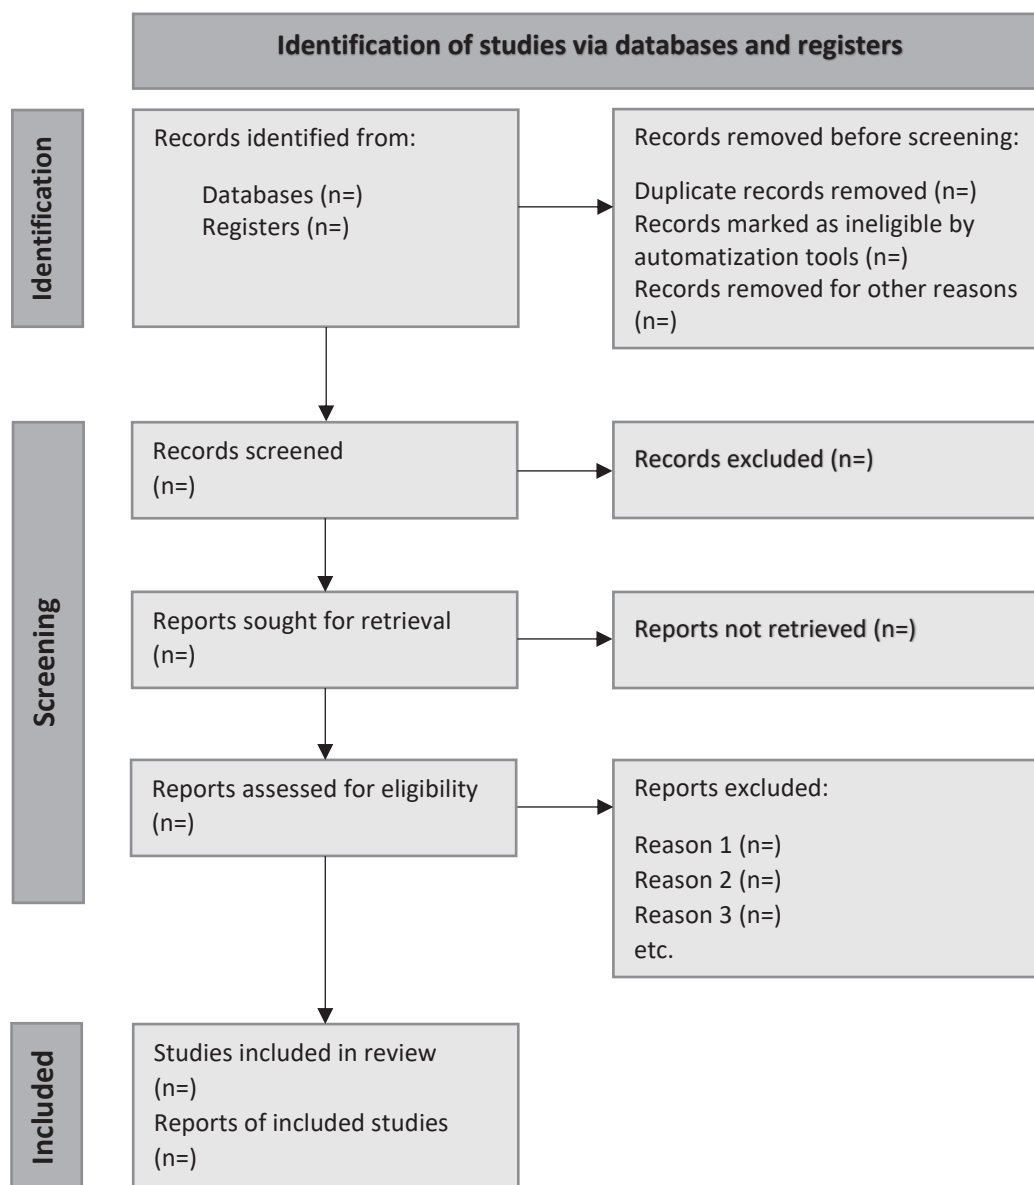 Identification of studies via databases and registers
Identification
Records identified from:
Databases (n=)
Registers (n=)
Records removed before screening:
Duplicate records removed (n=)
Records marked as ineligible by
automatization tools (n=)
Records removed for other reasons
(n=)
Screening
Records screened
(n=)
Records excluded (n=)
Reports sought for retrieval
(n=)
Reports not retrieved (n=)
Reports assessed for eligibility
(n=)
Reports excluded:
Reason 1 (n=)
Reason 2 (n=)
Reason 3 (n=)
etc.
Included
Studies included in review
(n=)
Reports of included studies
(n=)